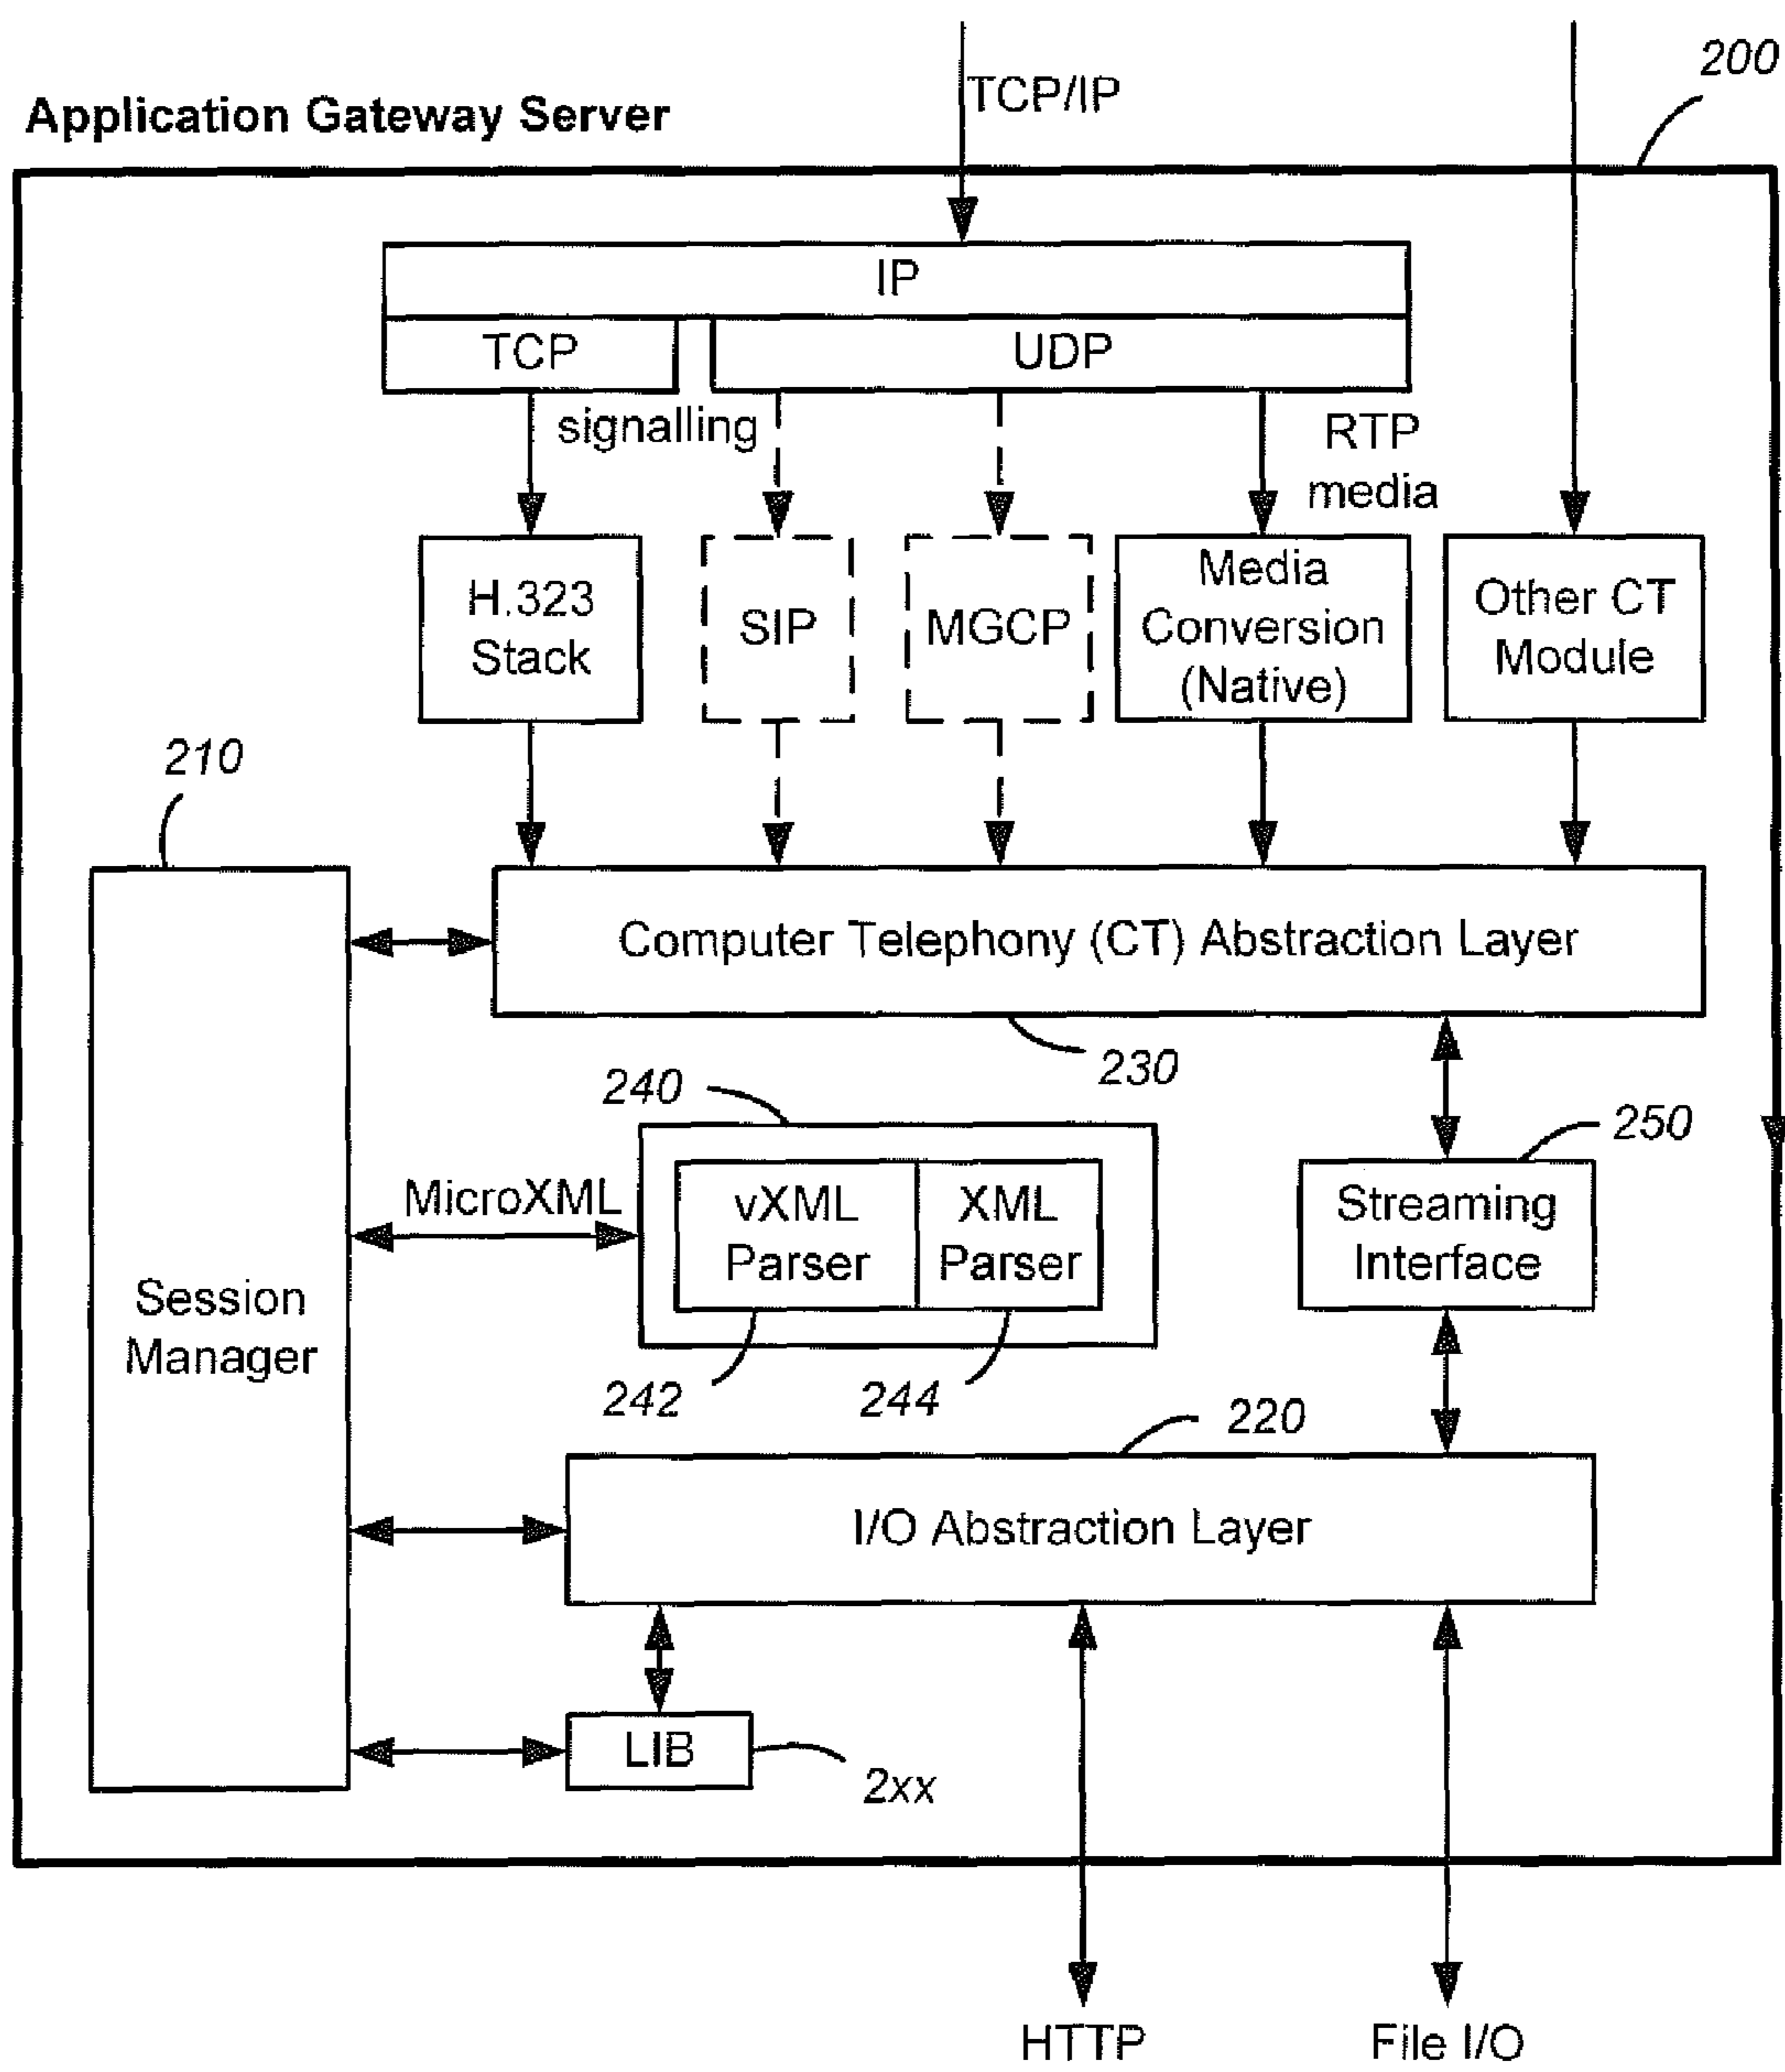 200
TCP/IP
Application Gateway Server
IP
TCP
UDP
signalling
RTP
media
H.323
Stack
SIP
MGCP
Media
Conversion
(Native)
Other CT
Module
210
Computer Telephony (CT) Abstraction Layer
230
240
250
MicroXML
vXML
Parser
XML
Parser
Streaming
Interface
Session
Manager
242
244
220
I/O Abstraction Layer
LIB
2xx
HTTP
File I/O